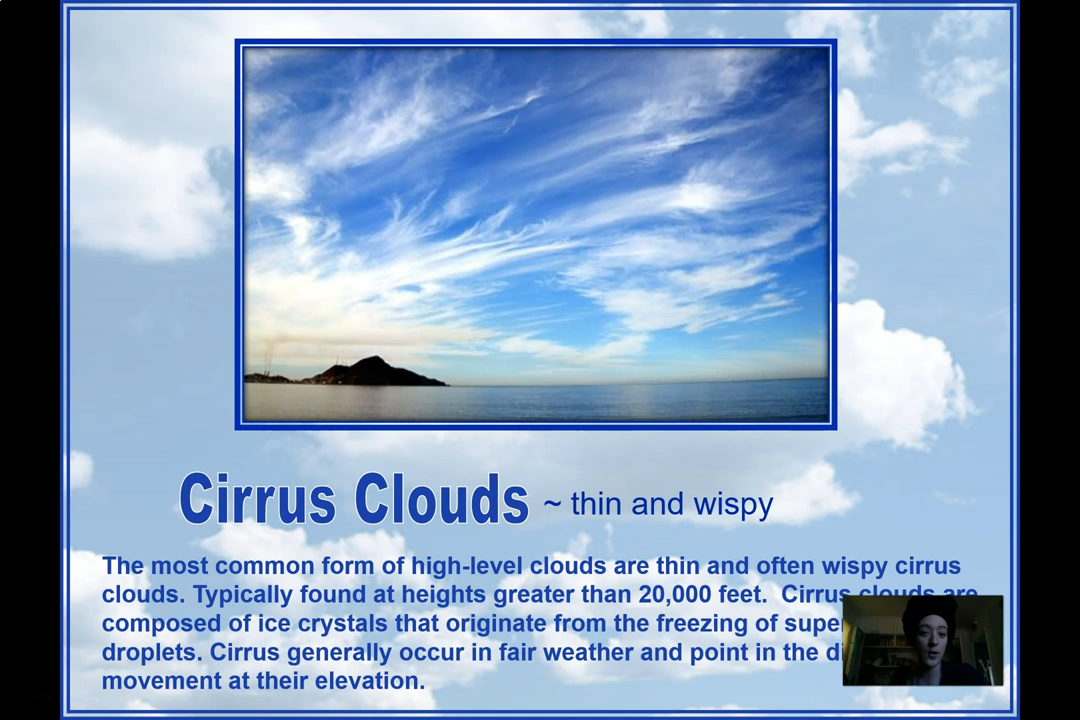 Cirrus Clouds ~ thin and wispy
The most common form of high-level clouds are thin and often wispy cirrus
clouds. Typically found at heights greater than 20,000 feet.  Cirrus clouds are
composed of ice crystals that originate from the freezing of
droplets. Cirrus generally occur in fair weather and point in the
movement at their elevation.